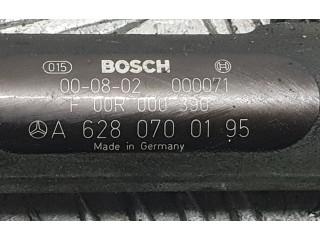 015 BOSCH
00-08-02 000071
F 00R 000 390
A 628 070 01 95
Made in Germany